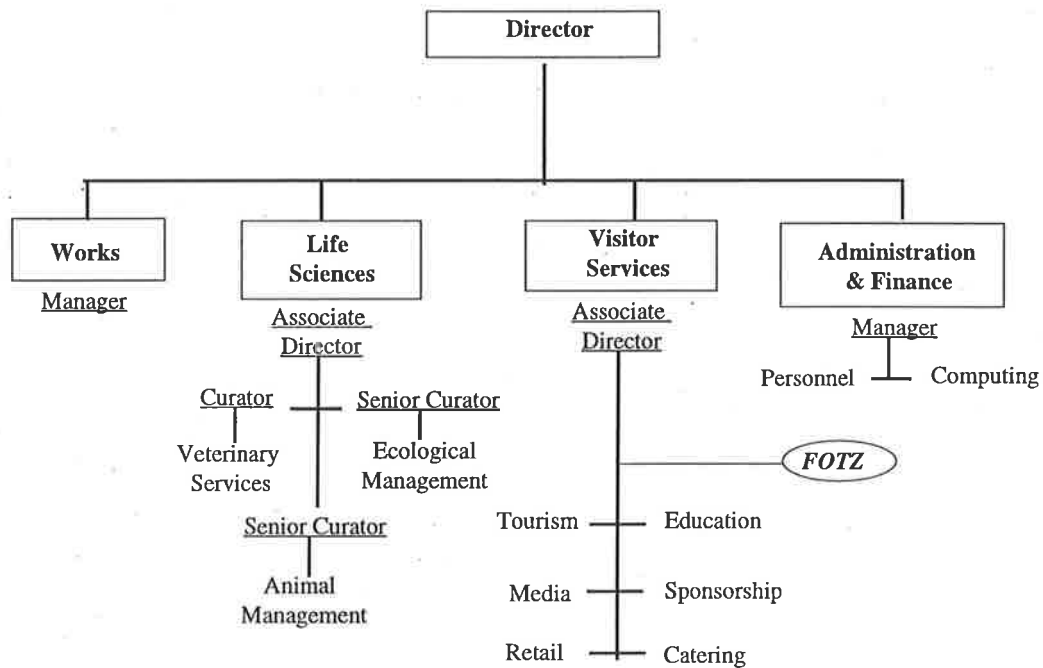 Director
Works
Manager
Life
Sciences
Associate
Director
Curator
Veterinary
Services
Senior Curator
Ecological
Management
Senior Curator
Animal
Management
Visitor
Services
Associate
Director
FOTZ
Tourism
Education
Media
Sponsorship
Retail
Catering
Administration
& Finance
Manager
Personnel
Computing